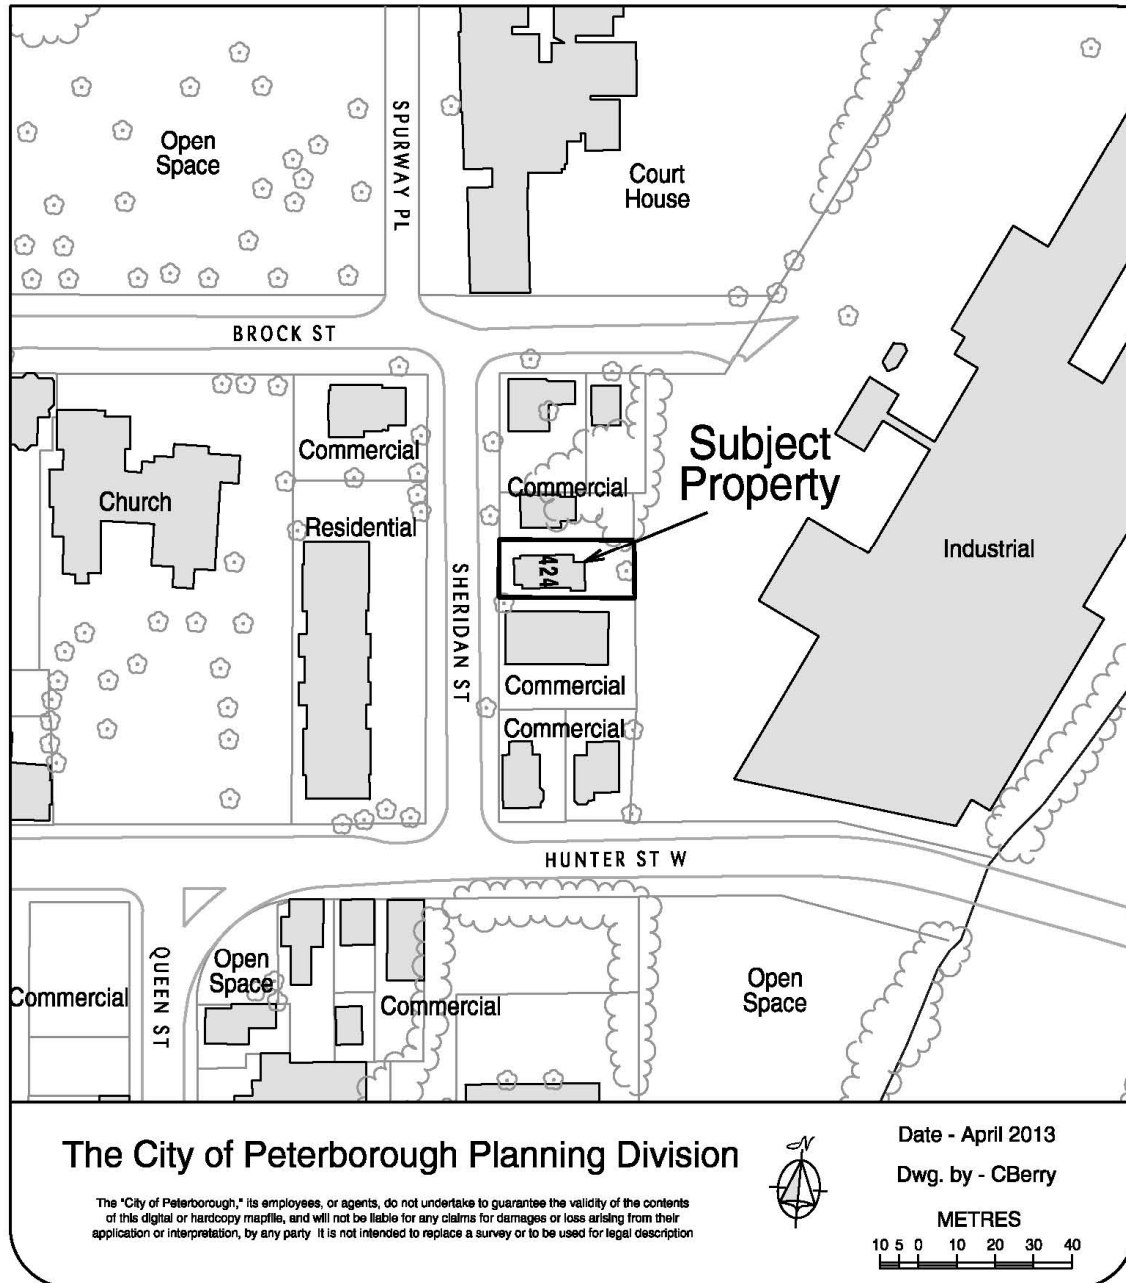 Open
Space
SPURWAY PL
Court
House
BROCK ST
Commercial
Church
Residential
Subject
Property
Commercial
424
Industrial
SHERIDAN ST
Commercial
Commercial
HUNTER ST W
QUEEN ST
Commercial
Open
Space
Commercial
Open
Space
The City of Peterborough Planning Division
The "City of Peterborough," its employees, or agents, do not undertake to guarantee the validity of the contents
of this digital or hardcopy mapfile, and will not be liable for any claims for damages or loss arising from their
application or interpretation, by any party It is not intended to replace a survey or to be used for legal description
N
Date - April 2013
Dwg. by - CBerry
METRES
10 5 0 10 20 30 40